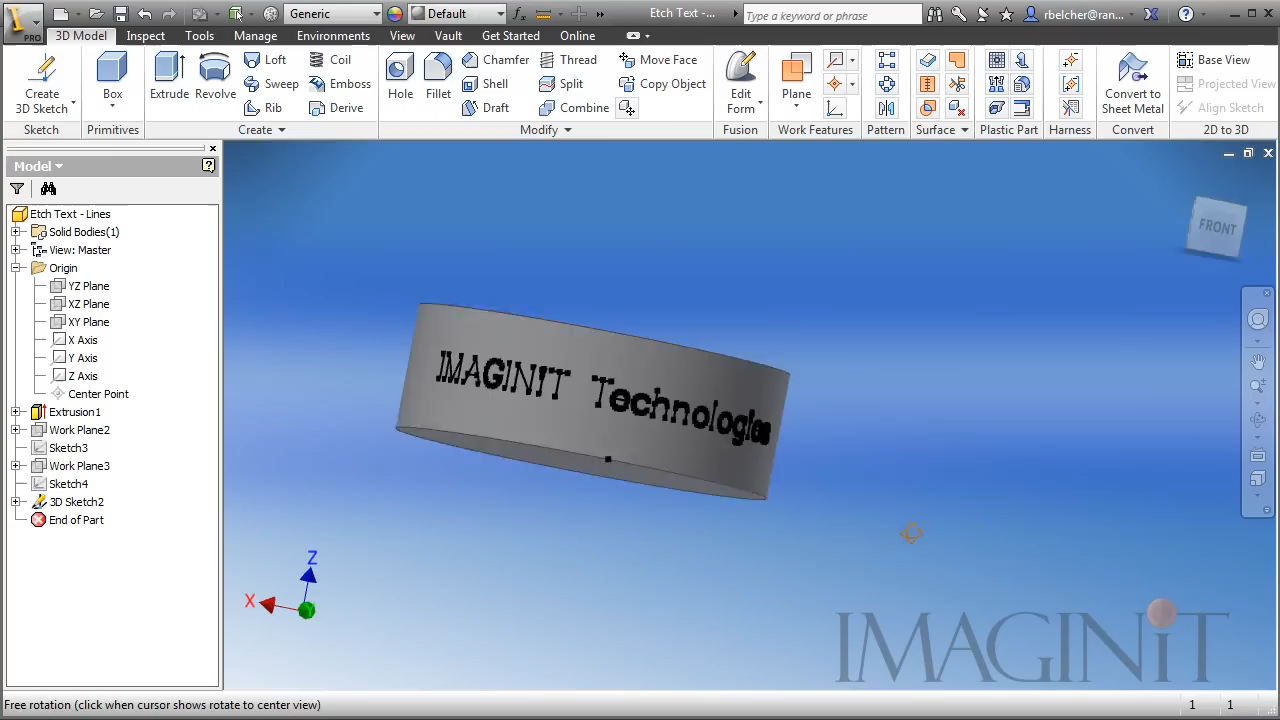 PRO
Generic
Default
Etch Text -...
Type a keyword or phrase
rbelcher@ran...
3D Model
Inspect
Tools
Manage
Environments
View
Vault
Get Started
Online
Create
3D Sketch
Sketch
Box
Primitives
Extrude
Revolve
Loft
Sweep
Rib
Coil
Emboss
Derive
Create
Hole
Fillet
Chamfer
Shell
Draft
Thread
Split
Combine
Move Face
Copy Object
Modify
Edit
Form
Fusion
Plane
Work Features
Pattern
Surface
Plastic Part
Harness
Convert to
Sheet Metal
Convert
Base View
Projected View
Align Sketch
2D to 3D
Model
Etch Text - Lines
Solid Bodies(1)
View: Master
Origin
YZ Plane
XZ Plane
XY Plane
X Axis
Y Axis
Z Axis
Center Point
Extrusion1
Work Plane2
Sketch3
Work Plane3
Sketch4
3D Sketch2
End of Part
FRONT
IMAGINiT Technologies
Z
X
IMAGINiT
Free rotation (click when cursor shows rotate to center view)
1 1